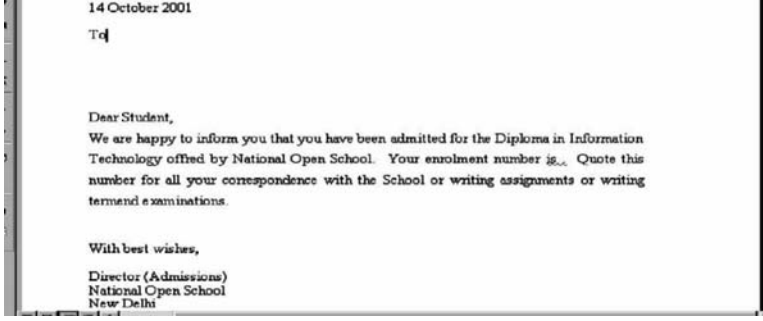 14 October 2001
To
Dear Student,
We are happy to inform you that you have been admitted for the Diploma in Information
Technology offred by National Open School. Your enrolment number is.. Quote this
number for all your correspondence with the School or writing assignments or writing
termend examinations.
With best wishes,
Director (Admissions)
National Open School
New Delhi